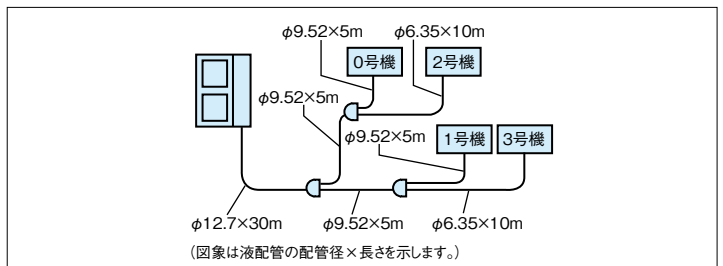 φ9.52×5m
φ6.35×10m
0号機
2号機
φ9.52×5m
φ9.52×5m
1号機
3号機
φ12.7×30m
φ9.52×5m
φ6.35×10m
(図象は液配管の配管径×長さを示します。)